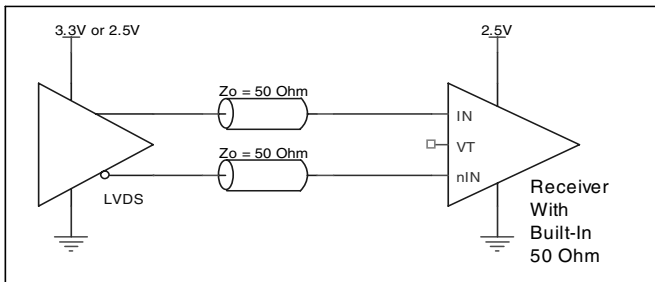 3.3V or 2.5V
2.5V
Zo = 50 Ohm
IN
VT
Zo = 50 Ohm
nIN
LVDS
Receiver
With
Built-In
50 Ohm